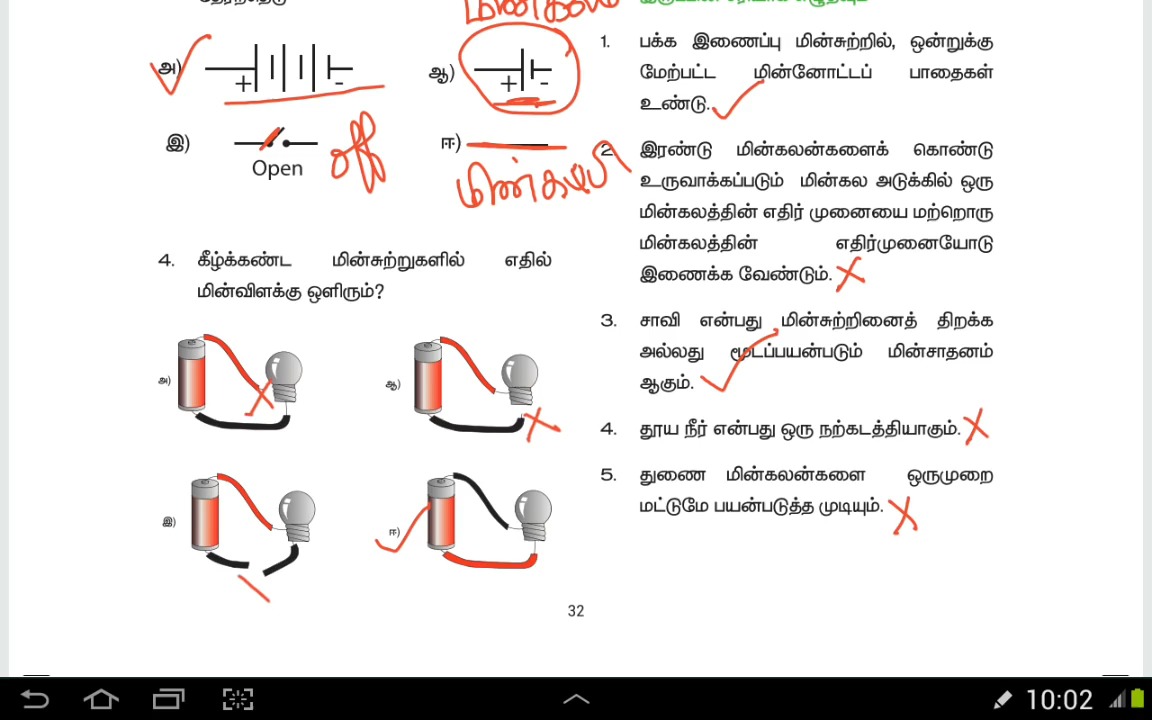 அ)
+
-
ஆ)
+
-
இ)
Open
off
ஈ)
4. கீழ்க்கண்ட மின்சுற்றுகளில் எதில்
மின்விளக்கு ஒளிரும்?
அ)
ஆ)
இ)
ஈ)
1. பக்க இணைப்பு மின்சுற்றில், ஒன்றுக்கு
மேற்பட்ட மின்னோட்டப் பாதைகள்
உண்டு.
2. இரண்டு மின்கலன்களைக் கொண்டு
உருவாக்கப்படும் மின்கல அடுக்கில் ஒரு
மின்கலத்தின் எதிர் முனையை மற்றொரு
மின்கலத்தின் எதிர்முனையோடு
இணைக்க வேண்டும்.
3. சாவி என்பது மின்சுற்றினைத் திறக்க
அல்லது மூடப்பயன்படும் மின்சாதனம்
ஆகும்.
4. தூய நீர் என்பது ஒரு நற்கடத்தியாகும்.
5. துணை மின்கலன்களை ஒருமுறை
மட்டுமே பயன்படுத்த முடியும்.
32
10:02